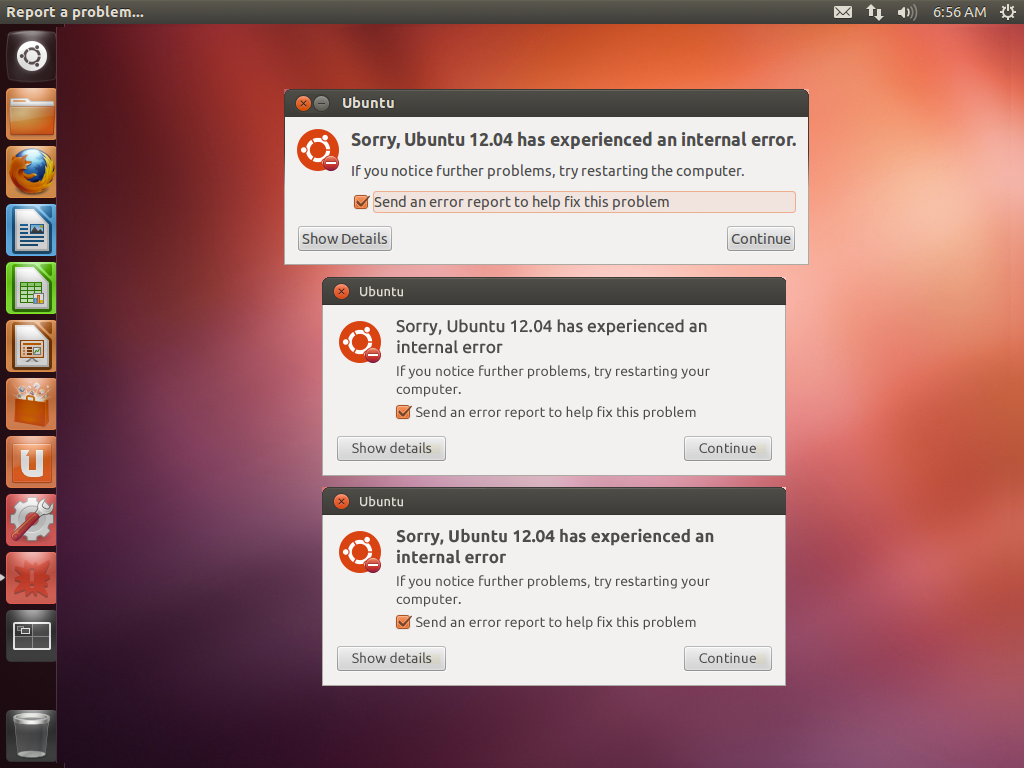 Report a problem...
6:56 AM
Ubuntu
Sorry, Ubuntu 12.04 has experienced an internal error.
If you notice further problems, try restarting the computer.
Send an error report to help fix this problem
Show Details
Continue
Ubuntu
Sorry, Ubuntu 12.04 has experienced an
internal error
If you notice further problems, try restarting your
computer.
Send an error report to help fix this problem
Show details
Continue
Ubuntu
Sorry, Ubuntu 12.04 has experienced an
internal error
If you notice further problems, try restarting your
computer.
Send an error report to help fix this problem
Show details
Continue